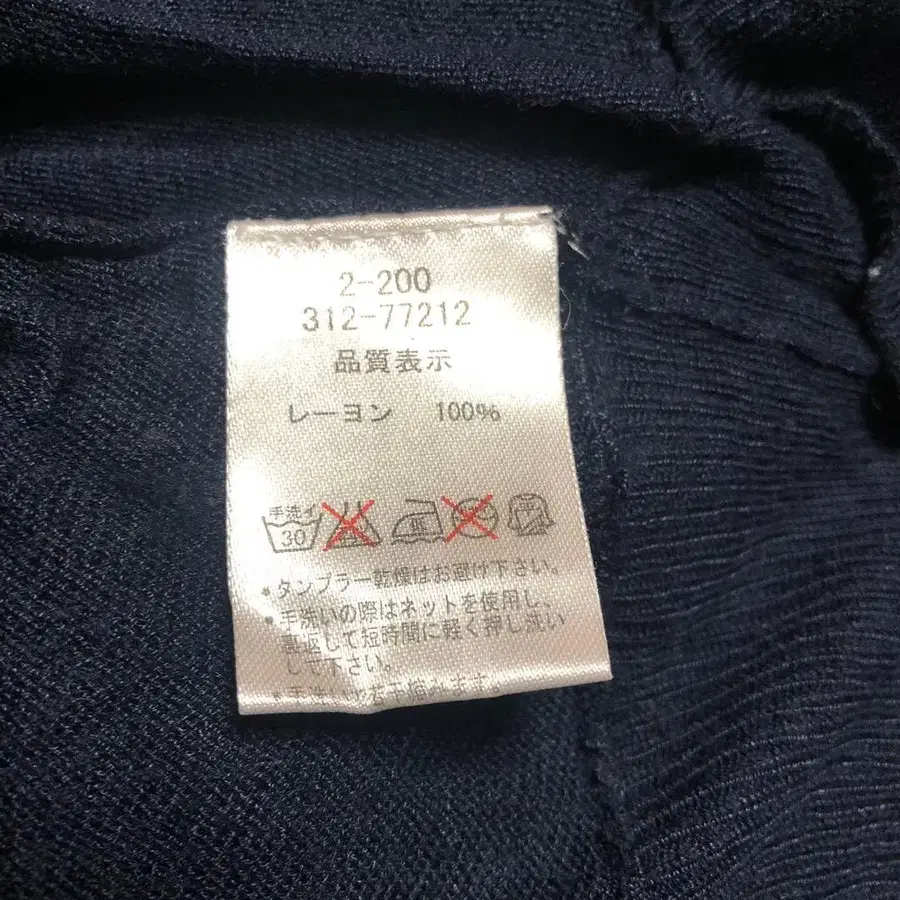 2-200
312-77212
品質表示
レーヨン 100%
手洗イ
30
・タンブラー乾燥はお避け下さい。
・手洗いの際はネットを使用し、
裏返して短時間に軽く押し洗い
して下さい。